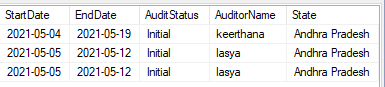 StartDate EndDate AuditStatus AuditorName State
2021-05-04 2021-05-19 Initial keerthana Andhra Pradesh
2021-05-05 2021-05-12 Initial lasya Andhra Pradesh
2021-05-05 2021-05-12 Initial lasya Andhra Pradesh